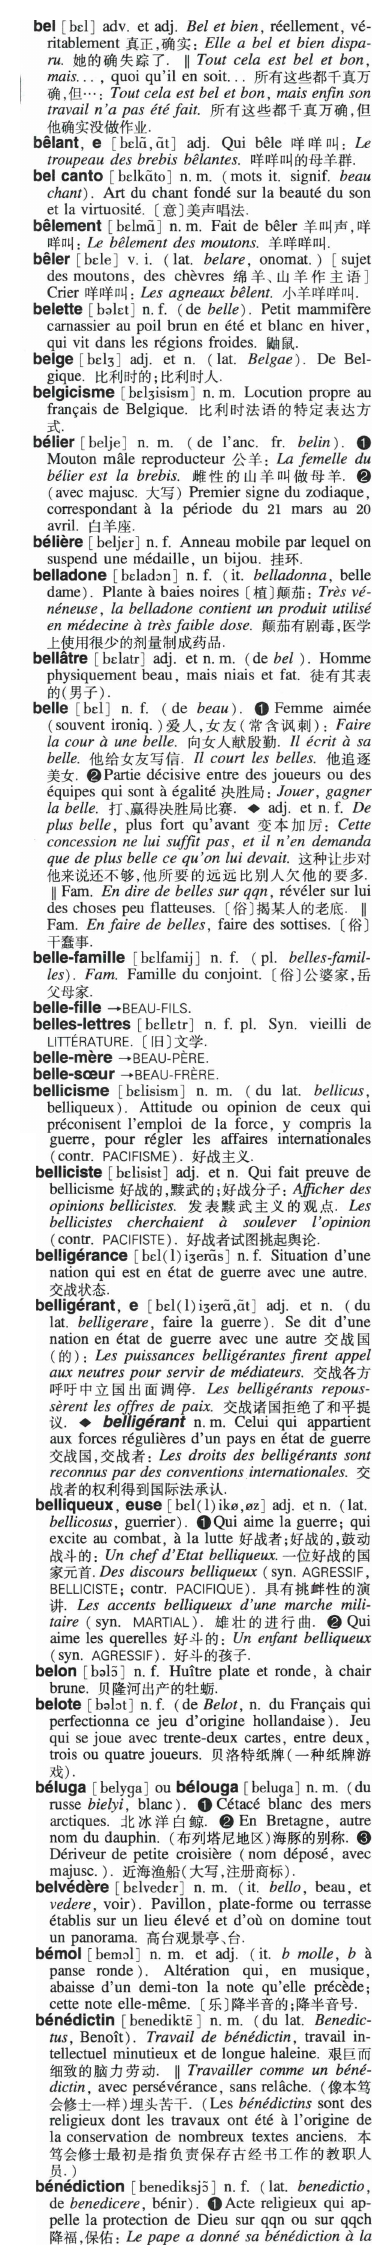 bel [bɛl] adv. et adj. Bel et bien, réellement, vé-
ritablement 真正,确实: Elle a bel et bien dispa-
ru. 她的确失踪了. ‖ Tout cela est bel et bon,
mais..., quoi qu'il en soit... 所有这些都千真万
确,但…: Tout cela est bel et bon, mais enfin son
travail n'a pas été fait. 所有这些千真万确,但
他确实没做作业.
bêlant, e [bɛlɑ̃,ɑ̃t] adj. Qui bêle 咩咩叫: Le
troupeau des brebis bêlantes. 咩咩叫的母羊群.
bel canto [bɛlkɑ̃to] n. m. (mots it. signif. beau
chant). Art du chant fondé sur la beauté du son
et la virtuosité. 〔意〕美声唱法.
bêlement [bɛlmɑ̃] n. m. Fait de bêler 羊叫声,咩
咩叫: Le bêlement des moutons. 羊咩咩叫.
bêler [bɛle] v. i. (lat. belare, onomat.) [sujet
des moutons, des chèvres 绵羊、山羊作主语]
Crier 咩咩叫: Les agneaux bêlent. 小羊咩咩叫.
belette [bəlɛt] n. f. (de belle). Petit mammifère
carnassier au poil brun en été et blanc en hiver,
qui vit dans les régions froides. 鼬鼠.
belge [bɛlʒ] adj. et n. (lat. Belgae). De Bel-
gique. 比利时的;比利时人.
belgicisme [bɛlʒisism] n. m. Locution propre au
français de Belgique. 比利时法语的特定表达方
式.
bélier [belje] n. m. (de l'anc. fr. belin). ❶
Mouton mâle reproducteur 公羊: La femelle du
bélier est la brebis. 雌性的山羊叫做母羊. ❷
(avec majusc. 大写) Premier signe du zodiaque,
correspondant à la période du 21 mars au 20
avril. 白羊座.
bélière [beljɛr] n. f. Anneau mobile par lequel on
suspend une médaille, un bijou. 挂环.
belladone [bɛladɔn] n. f. (it. belladonna, belle
dame). Plante à baies noires [植]颠茄: Très vé-
néneuse, la belladone contient un produit utilisé
en médecine à très faible dose. 颠茄有剧毒,医学
上使用很少的剂量制成药品.
bellâtre [bɛlatr] adj. et n. m. (de bel). Homme
physiquement beau, mais niais et fat. 徒有其表
的(男子).
belle [bɛl] n. f. (de beau). ❶ Femme aimée
(souvent ironiq.)爱人,女友(常含讽刺): Faire
la cour à une belle. 向女人献殷勤. Il écrit à sa
belle. 他给女友写信. Il court les belles. 他追逐
美女. ❷Partie décisive entre des joueurs ou des
équipes qui sont à égalité 决胜局: Jouer, gagner
la belle. 打、赢得决胜局比赛. ◆ adj. et n. f. De
plus belle, plus fort qu'avant 变本加厉: Cette
concession ne lui suffit pas, et il n'en demanda
que de plus belle ce qu'on lui devait. 这种让步对
他来说还不够,他所要的远远比别人欠他的要多.
‖ Fam. En dire de belles sur qqn, révéler sur lui
des choses peu flatteuses. 〔俗〕揭某人的老底. ‖
Fam. En faire de belles, faire des sottises. 〔俗〕
干蠢事.
belle-famille [bɛlfamij] n. f. (pl. belles-famil-
les). Fam. Famille du conjoint. 〔俗〕公婆家,岳
父母家.
belle-fille →BEAU-FILS.
belles-lettres [bɛllɛtr] n. f. pl. Syn. vieilli de
LITTÉRATURE. 〔旧〕文学.
belle-mère →BEAU-PÈRE.
belle-sœur →BEAU-FRÈRE.
bellicisme [bɛlisism] n. m. (du lat. bellicus,
belliqueux). Attitude ou opinion de ceux qui
préconisent l'emploi de la force, y compris la
guerre, pour régler les affaires internationales
(contr. PACIFISME). 好战主义.
belliciste [bɛlisist] adj. et n. Qui fait preuve de
bellicisme 好战的,黩武的;好战分子: Afficher des
opinions bellicistes. 发表黩武主义的观点. Les
bellicistes cherchaient à soulever l'opinion
(contr. PACIFISTE). 好战者试图挑起舆论.
belligérance [bɛl(l)iʒerɑ̃s] n. f. Situation d'une
nation qui est en état de guerre avec une autre.
交战状态.
belligérant, e [bɛl(l)iʒerɑ̃,ɑ̃t] adj. et n. (du
lat. belligerare, faire la guerre). Se dit d'une
nation en état de guerre avec une autre 交战国
(的): Les puissances belligérantes firent appel
aux neutres pour servir de médiateurs. 交战各方
呼吁中立国出面调停. Les belligérants repous-
sèrent les offres de paix. 交战诸国拒绝了和平提
议. ◆ belligérant n. m. Celui qui appartient
aux forces régulières d'un pays en état de guerre
交战国,交战者: Les droits des belligérants sont
reconnus par des conventions internationales. 交
战者的权利得到国际法承认.
belliqueux, euse [bɛl(l)ikø,øz] adj. et n. (lat.
bellicosus, guerrier). ❶Qui aime la guerre; qui
excite au combat, à la lutte 好战者;好战的,鼓动
战斗的: Un chef d'Etat belliqueux. 一位好战的国
家元首. Des discours belliqueux (syn. AGRESSIF,
BELLICISTE; contr. PACIFIQUE). 具有挑衅性的演
讲. Les accents belliqueux d'une marche mili-
taire (syn. MARTIAL). 雄壮的进行曲. ❷ Qui
aime les querelles 好斗的: Un enfant belliqueux
(syn. AGRESSIF). 好斗的孩子.
belon [bəlɔ̃] n. f. Huître plate et ronde, à chair
brune. 贝隆河出产的牡蛎.
belote [bəlɔt] n. f. (de Belot, n. du Français qui
perfectionna ce jeu d'origine hollandaise). Jeu
qui se joue avec trente-deux cartes, entre deux,
trois ou quatre joueurs. 贝洛特纸牌(一种纸牌游
戏).
béluga [belyga] ou bélouga [beluga] n. m. (du
russe bielyi, blanc). ❶ Cétacé blanc des mers
arctiques. 北冰洋白鲸. ❷ En Bretagne, autre
nom du dauphin. (布列塔尼地区)海豚的别称. ❸
Dériveur de petite croisière (nom déposé, avec
majusc.). 近海渔船(大写,注册商标).
belvédère [bɛlvedɛr] n. m. (it. bello, beau, et
vedere, voir). Pavillon, plate-forme ou terrasse
établis sur un lieu élevé et d'où on domine tout
un panorama. 高台观景亭、台.
bémol [bemɔl] n. m. et adj. (it. b molle, b à
panse ronde). Altération qui, en musique,
abaisse d'un demi-ton la note qu'elle précède;
cette note elle-même. 〔乐〕降半音的;降半音号.
bénédictin [benediktɛ̃] n. m. (du lat. Benedic-
tus, Benoît). Travail de bénédictin, travail in-
tellectuel minutieux et de longue haleine. 艰巨而
细致的脑力劳动. ‖ Travailler comme un béné-
dictin, avec persévérance, sans relâche. (像本笃
会修士一样)埋头苦干. (Les bénédictins sont des
religieux dont les travaux ont été à l'origine de
la conservation de nombreux textes anciens. 本
笃会修士最初是指负责保存古经书工作的教职人
员.)
bénédiction [benediksjɔ̃] n. f. (lat. benedictio,
de benedicere, bénir). ❶Acte religieux qui ap-
pelle la protection de Dieu sur qqn ou sur qqch
降福,保佑: Le pape a donné sa bénédiction à la